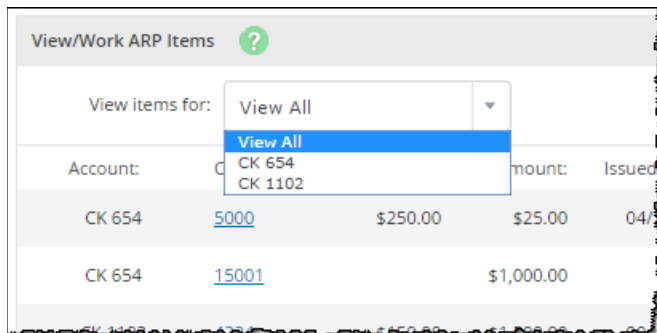 View/Work ARP Items ?
View items for: View All
View All
CK 654
CK 1102
Account: C mount: Issued
CK 654 5000 $250.00 $25.00 04/
CK 654 15001 $1,000.00